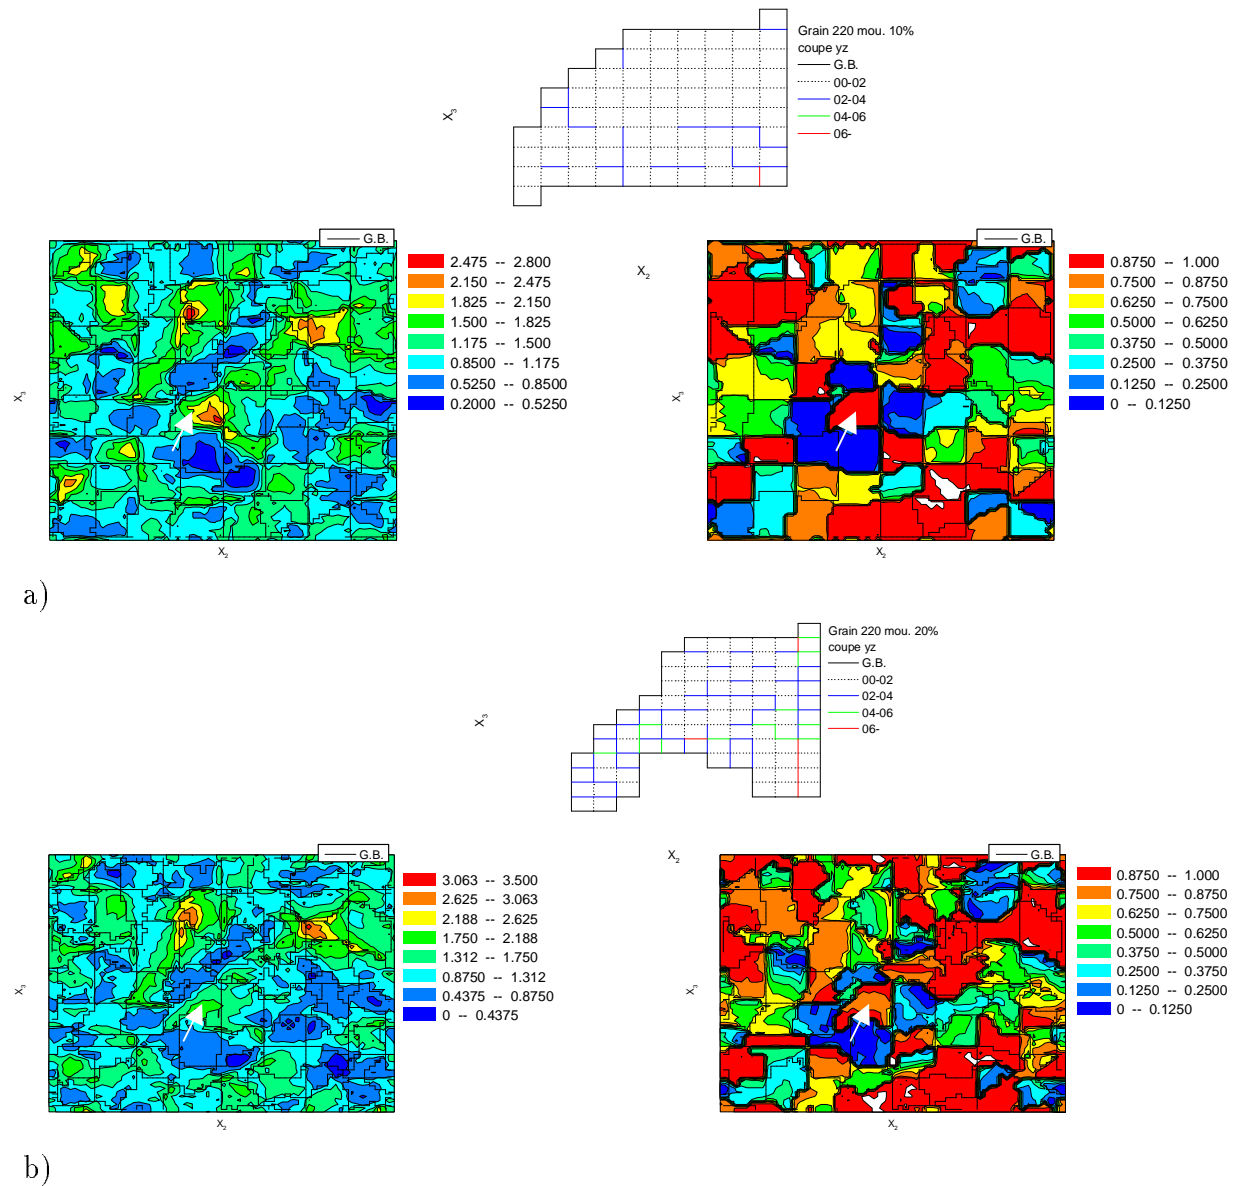 Grain 220 mou. 10%
coupe yz
G.B.
00-02
02-04
04-06
06-
X3
X2
G.B.
2.475 -- 2.800
2.150 -- 2.475
1.825 -- 2.150
1.500 -- 1.825
1.175 -- 1.500
0.8500 -- 1.175
0.5250 -- 0.8500
0.2000 -- 0.5250
X3
X2
G.B.
0.8750 -- 1.000
0.7500 -- 0.8750
0.6250 -- 0.7500
0.5000 -- 0.6250
0.3750 -- 0.5000
0.2500 -- 0.3750
0.1250 -- 0.2500
0 -- 0.1250
X3
X2
a)
Grain 220 mou. 20%
coupe yz
G.B.
00-02
02-04
04-06
06-
X3
X2
G.B.
3.063 -- 3.500
2.625 -- 3.063
2.188 -- 2.625
1.750 -- 2.188
1.312 -- 1.750
0.8750 -- 1.312
0.4375 -- 0.8750
0 -- 0.4375
X3
X2
G.B.
0.8750 -- 1.000
0.7500 -- 0.8750
0.6250 -- 0.7500
0.5000 -- 0.6250
0.3750 -- 0.5000
0.2500 -- 0.3750
0.1250 -- 0.2500
0 -- 0.1250
X3
X2
b)